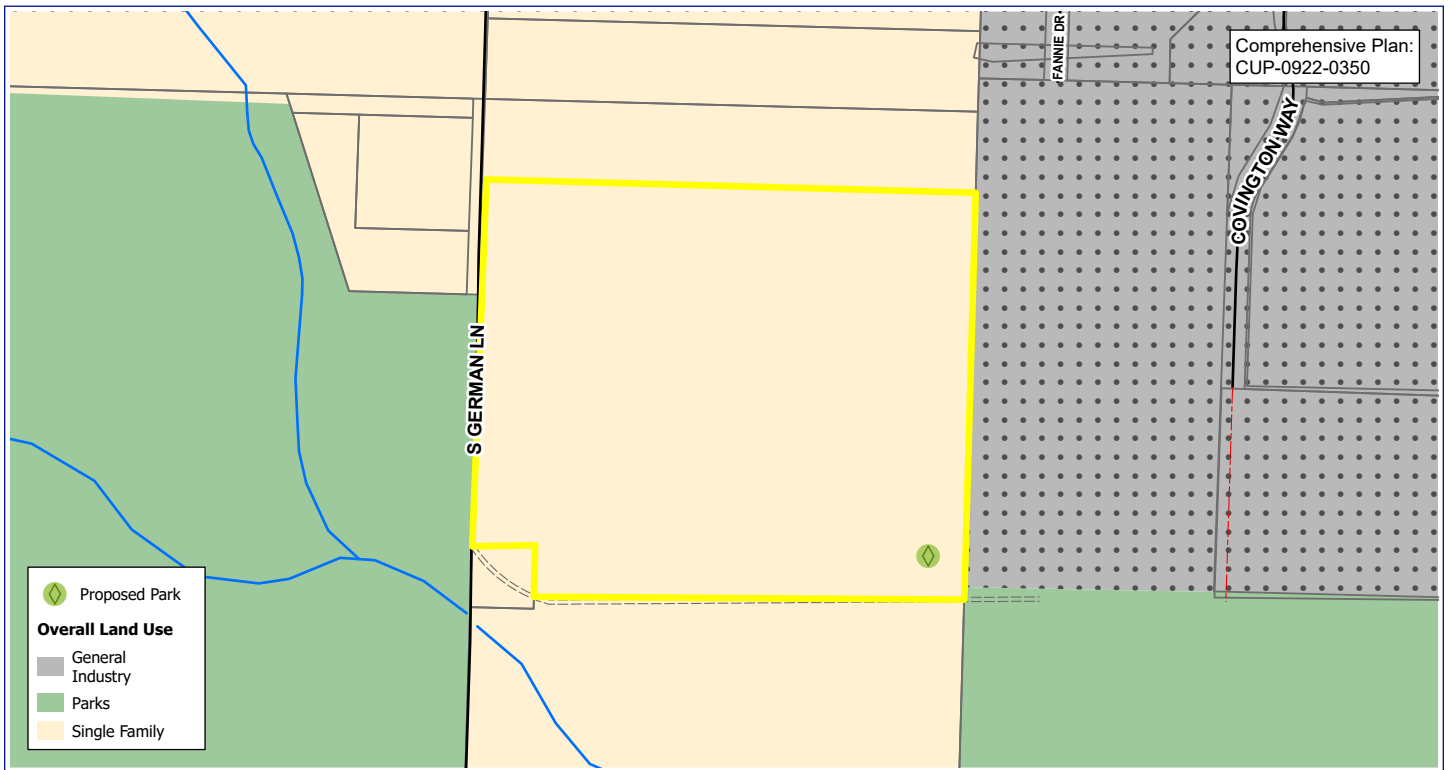 FANNIE DR
Comprehensive Plan:
CUP-0922-0350
COVINGTON WAY
S GERMAN LN
Proposed Park
Overall Land Use
General
Industry
Parks
Single Family